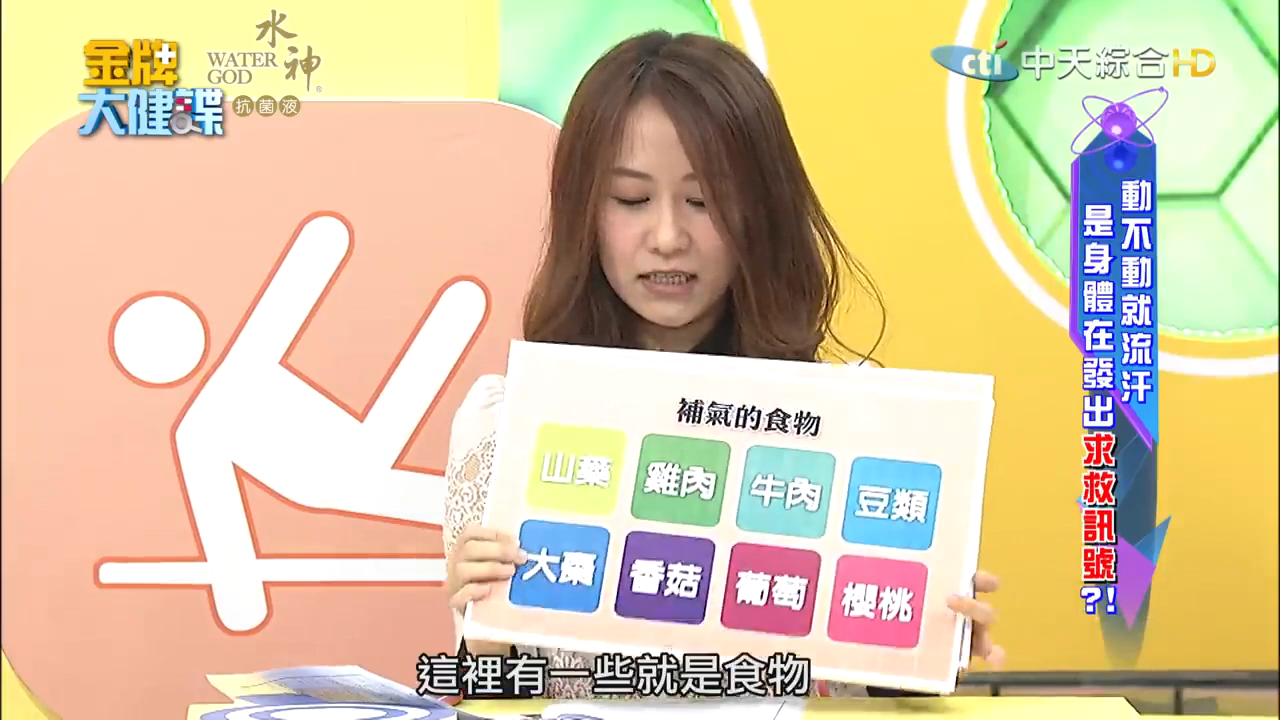 金牌
大健諜
水神
WATER
GOD
®
抗菌液
cti 中天綜合HD
動不動就流汗
是身體在發出求救訊號?!
補氣的食物
山藥 雞肉 牛肉 豆類
大棗 香菇 葡萄 櫻桃
這裡有一些就是食物